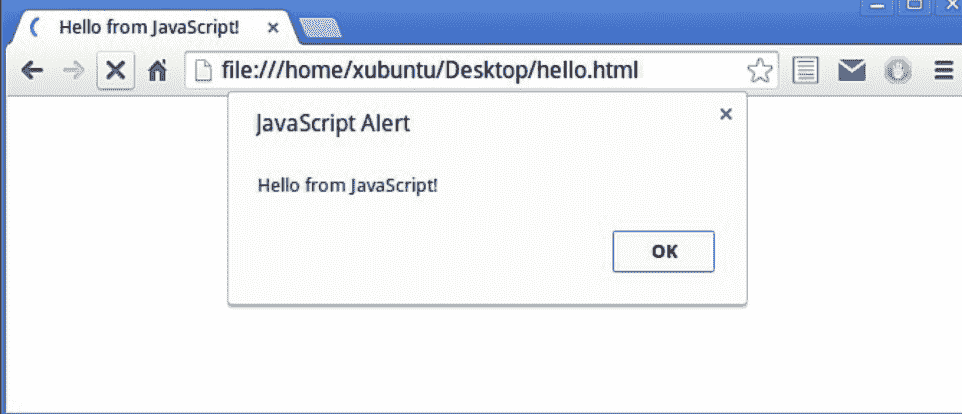 Hello from JavaScript!
file:///home/xubuntu/Desktop/hello.html
JavaScript Alert
Hello from JavaScript!
OK